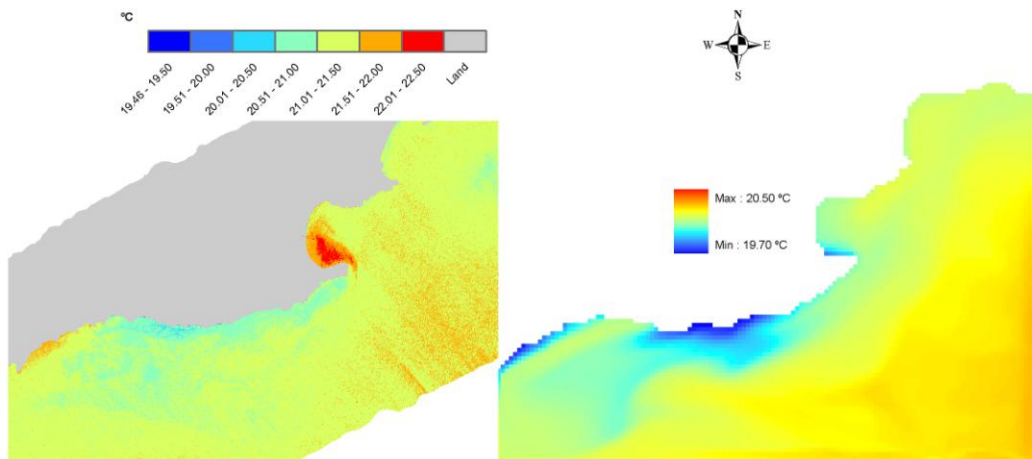 ºC
19.46 - 19.50
19.51 - 20.00
20.01 - 20.50
20.51 - 21.00
21.01 - 21.50
21.51 - 22.00
22.01 - 22.50
Land
N
W E
S
Max : 20.50 ºC
Min : 19.70 ºC